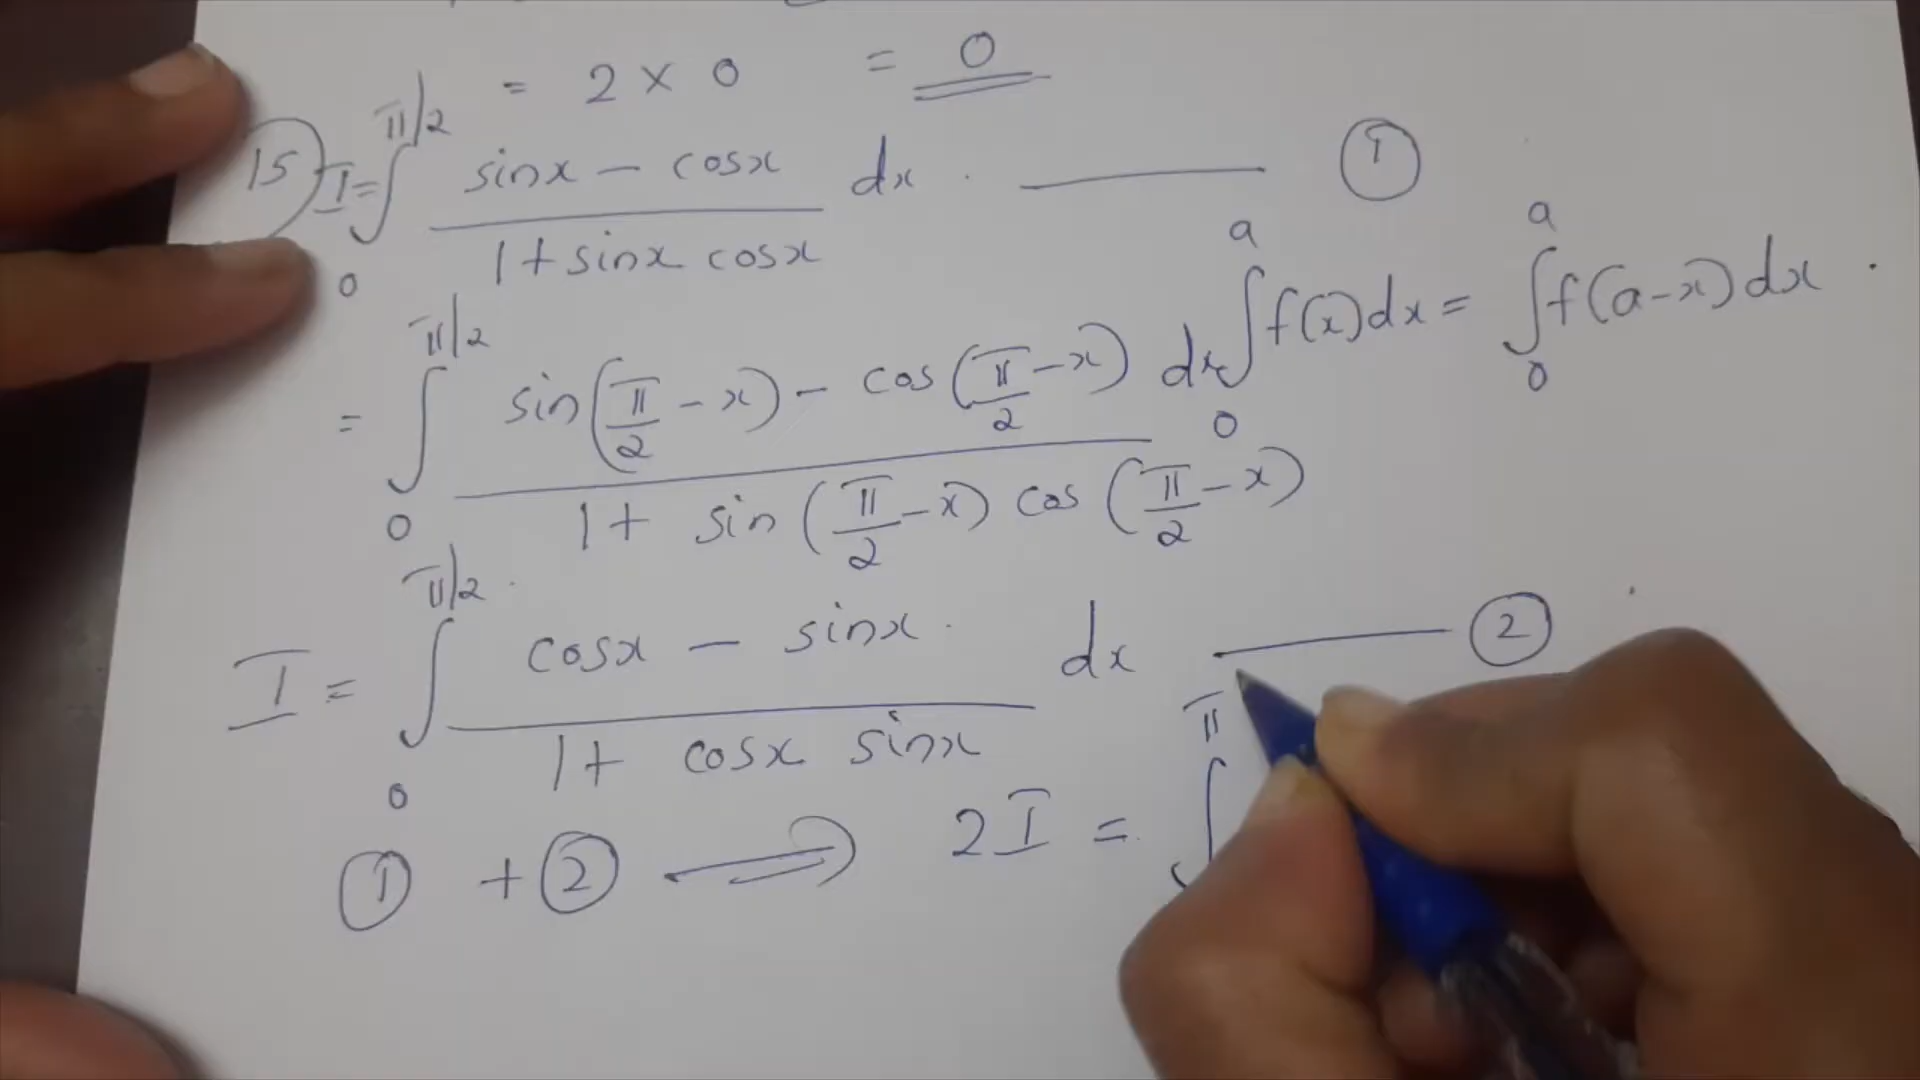 = 2 × 0 = 0
15) I = ∫₀^{π/2} (sinx − cosx)/(1 + sinx cosx) dx. ——— ①
= ∫₀^{π/2} (sin(π/2 − x) − cos(π/2 − x))/(1 + sin(π/2 − x) cos(π/2 − x)) dx
∫₀^a f(x)dx = ∫₀^a f(a−x)dx.
I = ∫₀^{π/2} (cosx − sinx)/(1 + cosx sinx) dx ——— ②
① + ② ⟹ 2I = ∫^π